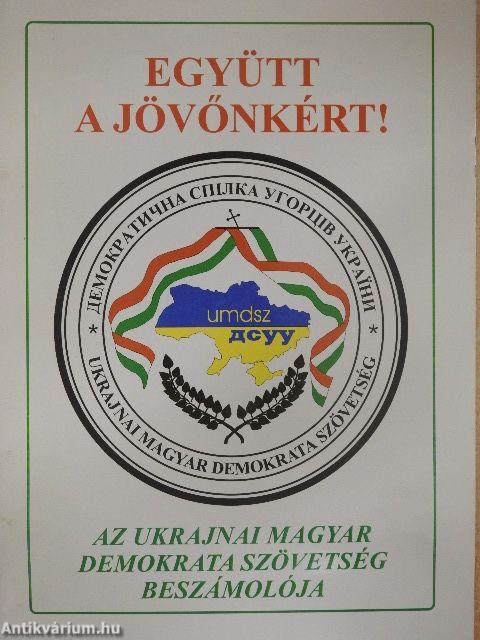 EGYÜTT
A JÖVŐNKÉRT!
ДЕМОКРАТИЧНА СПІЛКА УГОРЦІВ УКРАЇНИ
umdsz
дсуу
* UKRAJNAI MAGYAR DEMOKRATA SZÖVETSÉG *
AZ UKRAJNAI MAGYAR
DEMOKRATA SZÖVETSÉG
BESZÁMOLÓJA
Antikvárium.hu